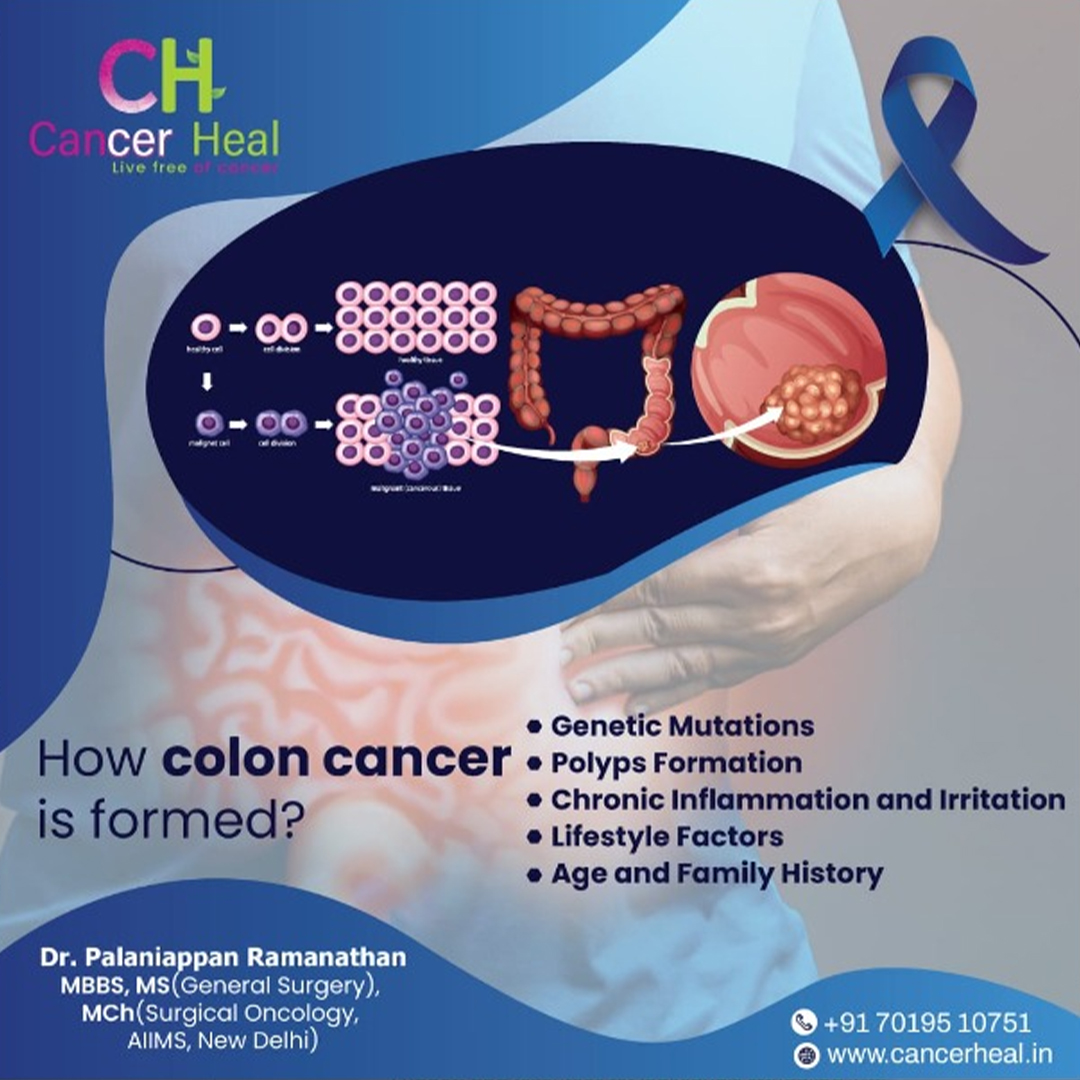 CH
Cancer Heal
Live free of cancer
healthy cell
cell division
healthy tissue
malignet cell
cell division
malignant (cancerous) tissue
How colon cancer
is formed?
Genetic Mutations
Polyps Formation
Chronic Inflammation and Irritation
Lifestyle Factors
Age and Family History
Dr. Palaniappan Ramanathan
MBBS, MS(General Surgery),
MCh(Surgical Oncology,
AIIMS, New Delhi)
+91 70195 10751
www.cancerheal.in